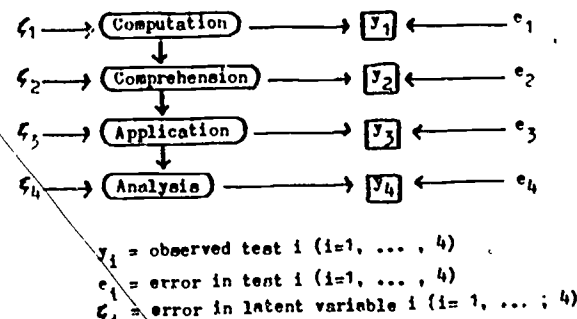 ζ1 Computation y1 e1
ζ2 Comprehension y2 e2
ζ3 Application y3 e3
ζ4 Analysis y4 e4
yi = observed test i (i=1, ... , 4)
ei = error in test i (i=1, ... , 4)
ζi = error in latent variable i (i= 1, ... ; 4)